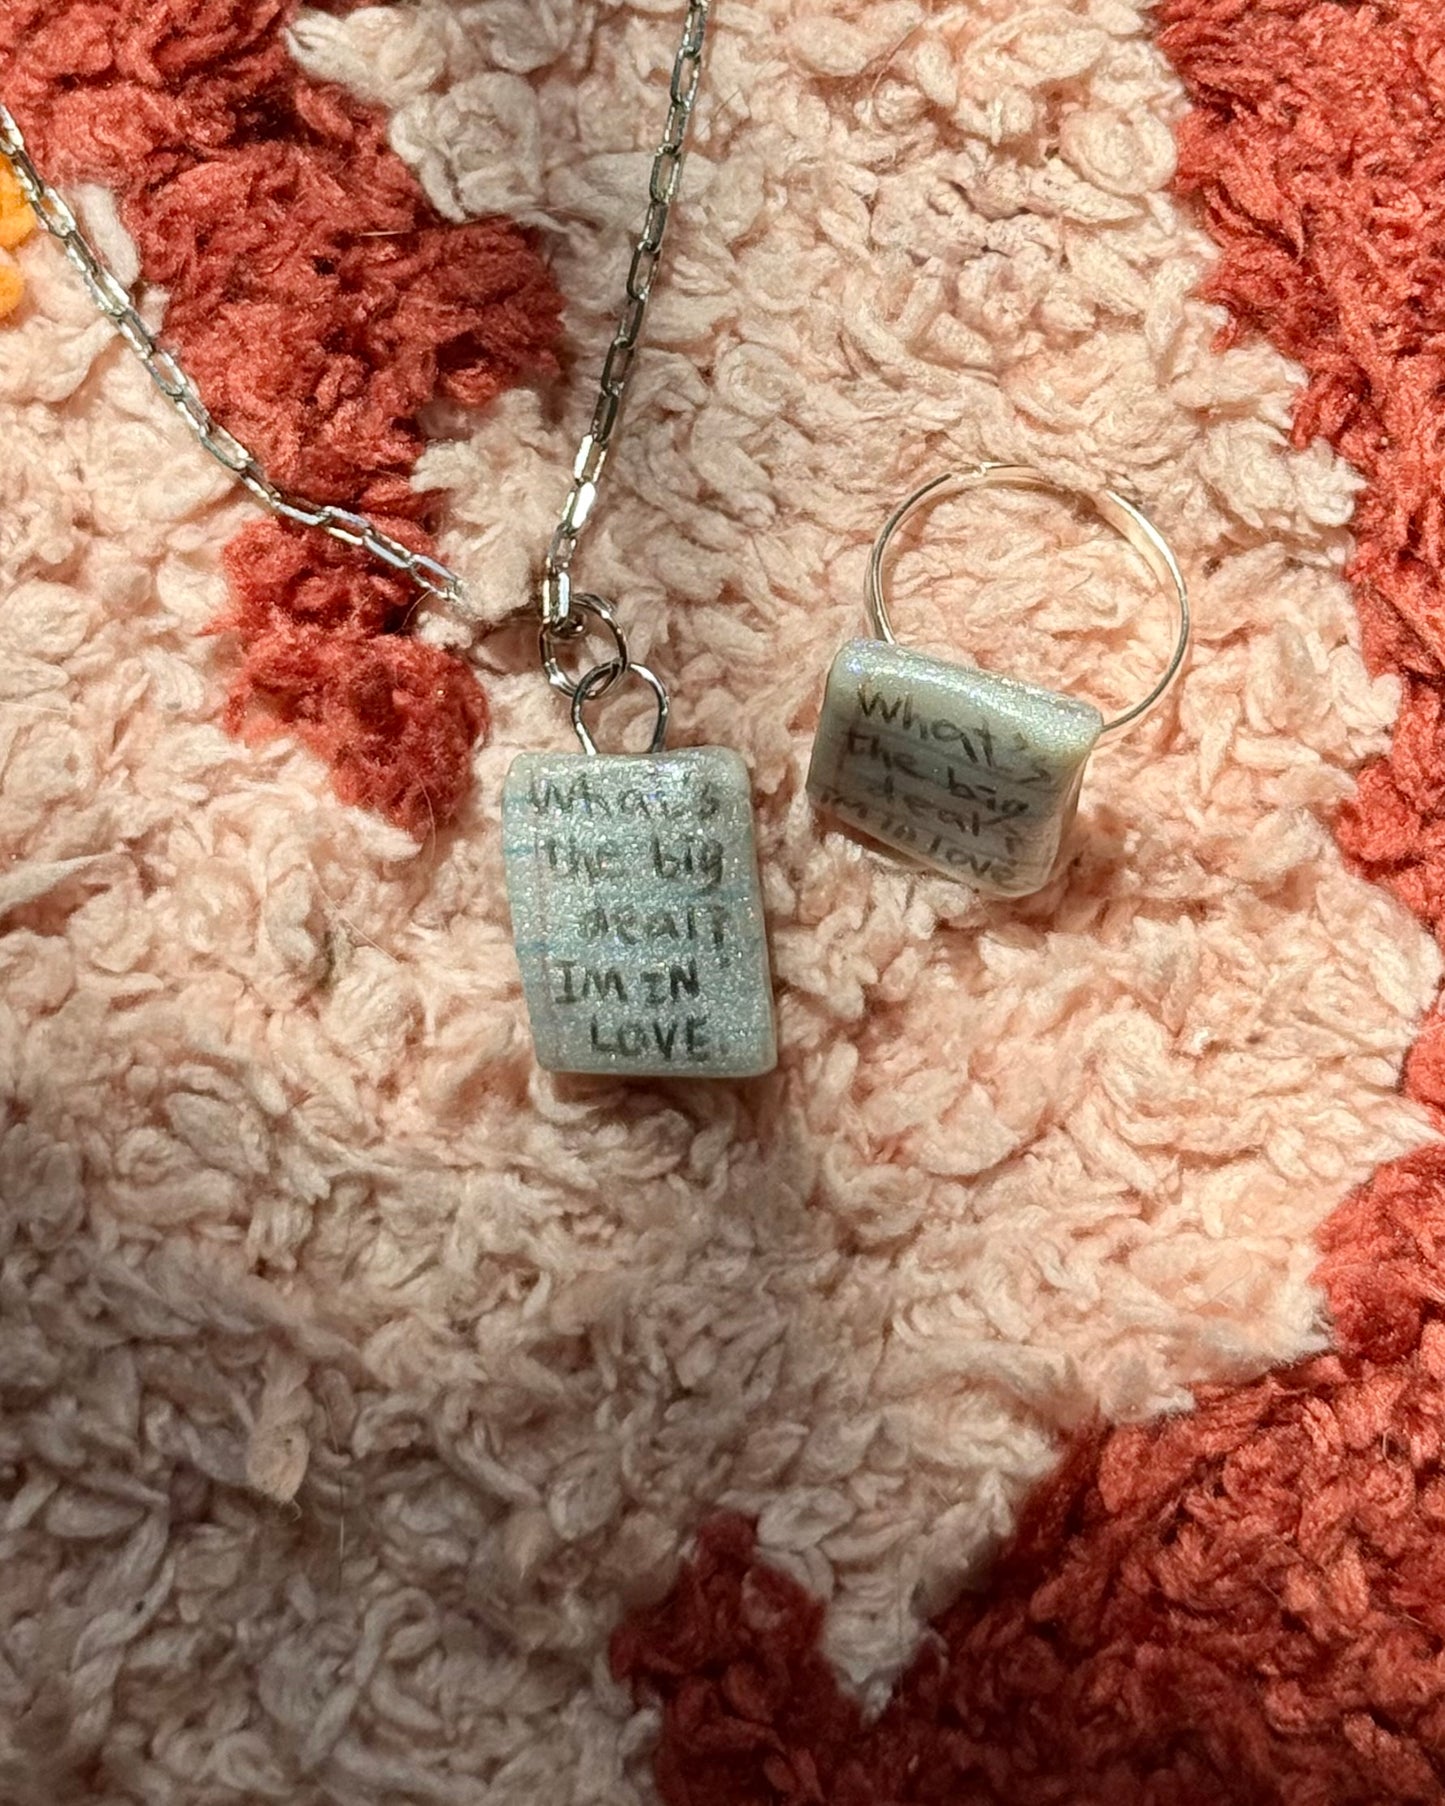 What's
the big
deal?
IM IN
LOVE.
What's
the big
deal?
im in love